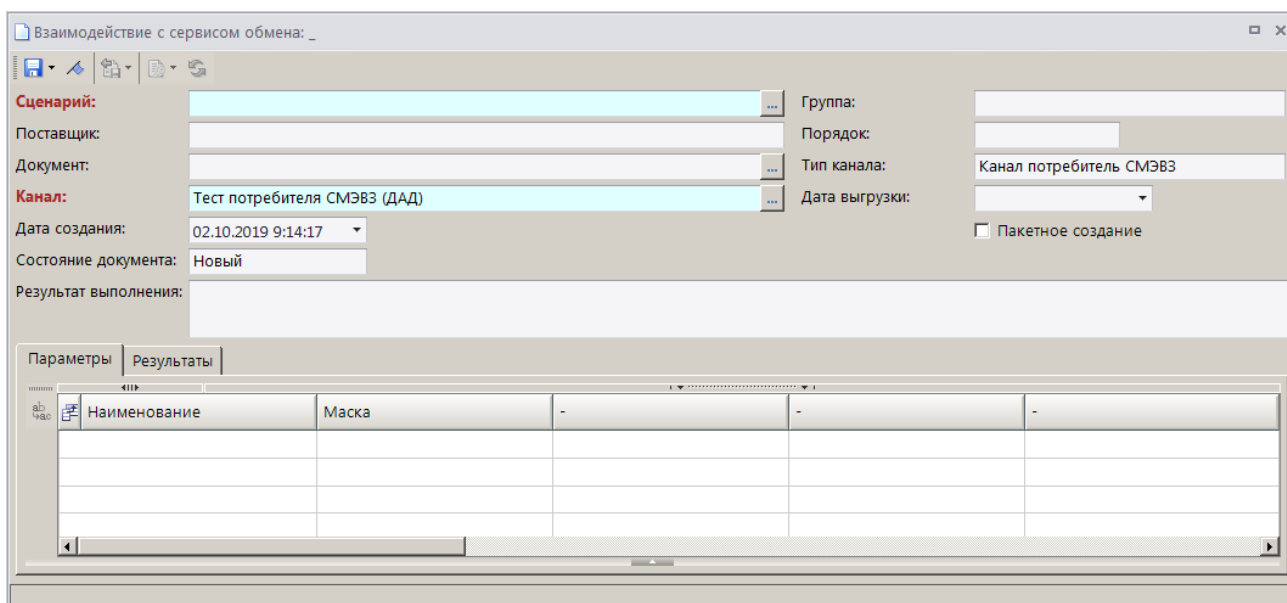 Взаимодействие с сервисом обмена: _
Сценарий: ... Группа:
Поставщик: Порядок:
Документ: ... Тип канала: Канал потребитель СМЭВ3
Канал: Тест потребителя СМЭВ3 (ДАД) ... Дата выгрузки:
Дата создания: 02.10.2019 9:14:17 Пакетное создание
Состояние документа: Новый
Результат выполнения:
Параметры Результаты
ab
ac Наименование Маска - - -